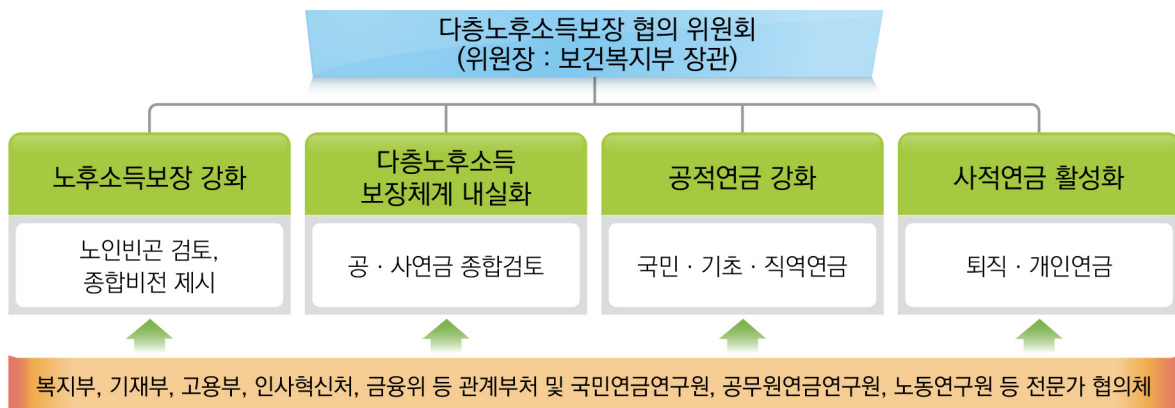 다층노후소득보장 협의 위원회
(위원장 : 보건복지부 장관)
노후소득보장 강화
다층노후소득
보장체계 내실화
공적연금 강화
사적연금 활성화
노인빈곤 검토,
종합비전 제시
공 · 사연금 종합검토
국민 · 기초 · 직역연금
퇴직 · 개인연금
복지부, 기재부, 고용부, 인사혁신처, 금융위 등 관계부처 및 국민연금연구원, 공무원연금연구원, 노동연구원 등 전문가 협의체